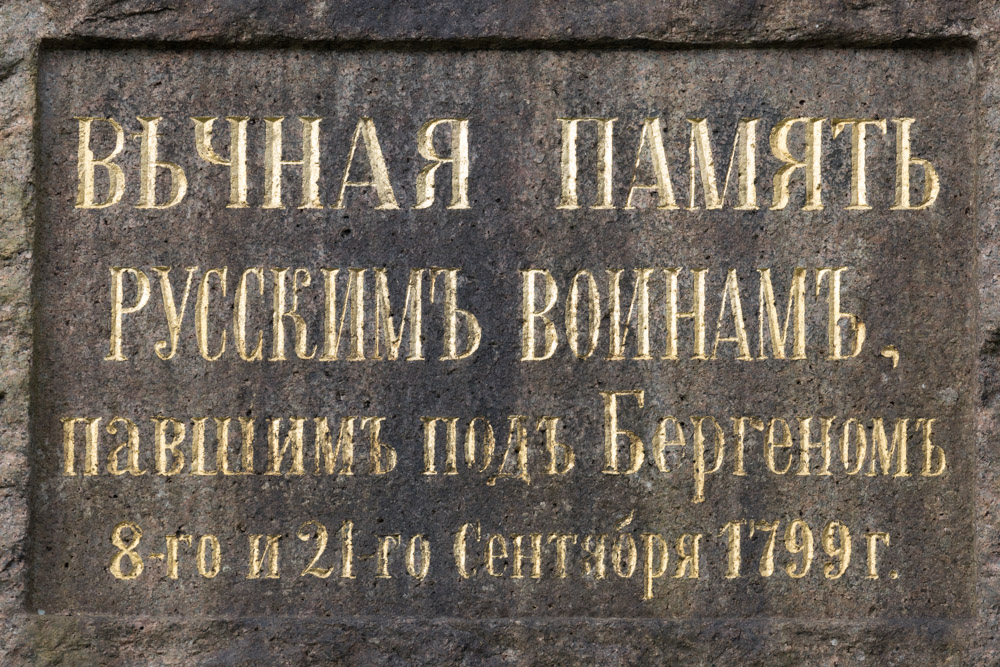 ВѢЧНАЯ ПАМЯТЬ
РУССКИМЪ ВОИНАМЪ,
павшимъ подъ Бергеномъ
8-го и 21-го Сентября 1799 г.